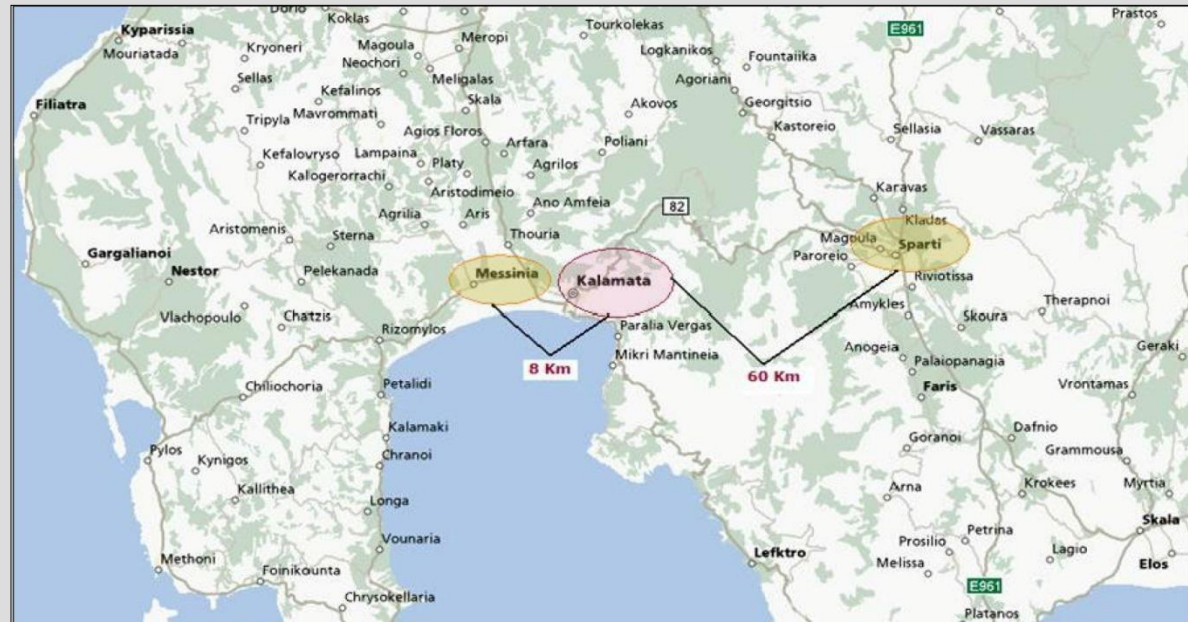 Dorio
Koklas
Tourkolekas
E961
Prastos
Kyparissia
Mouriatada
Kryoneri
Magoula
Meropi
Logkanikos
Fountaiika
Neochori
Meligalas
Sellas
Agoriani
Filiatra
Kefalinos
Skala
Akovos
Georgitsio
Mavrommati
Tripyla
Agios Floros
Kastoreio
Sellasia
Vassaras
Arfara
Poliani
Kefalovryso
Lampaina
Platy
Agrilos
Kalogerorrachi
Aristodimeio
Karavas
Ano Amfeia
82
Kladas
Agrilia
Aris
Aristomenis
Sterna
Thouria
Magoula
Sparti
Gargalianoi
Paroreio
Nestor
Pelekanada
Messinia
Kalamata
Riviotissa
Amykles
Therapnoi
Vlachopoulo
Chatzis
Rizomylos
Paralia Vergas
Skoura
Mikri Mantineia
Anogeia
Palaiopanagia
Geraki
8 Km
60 Km
Chiliochoria
Petalidi
Faris
Vrontamas
Kalamaki
Dafnio
Pylos
Kynigos
Chranoi
Goranoi
Grammousa
Kallithea
Longa
Arna
Krokees
Myrtia
Vounaria
Petrina
Skala
Prosilio
Methoni
Lefktro
Melissa
Lagio
Elos
Foinikounta
E961
Chrysokellaria
Platanos